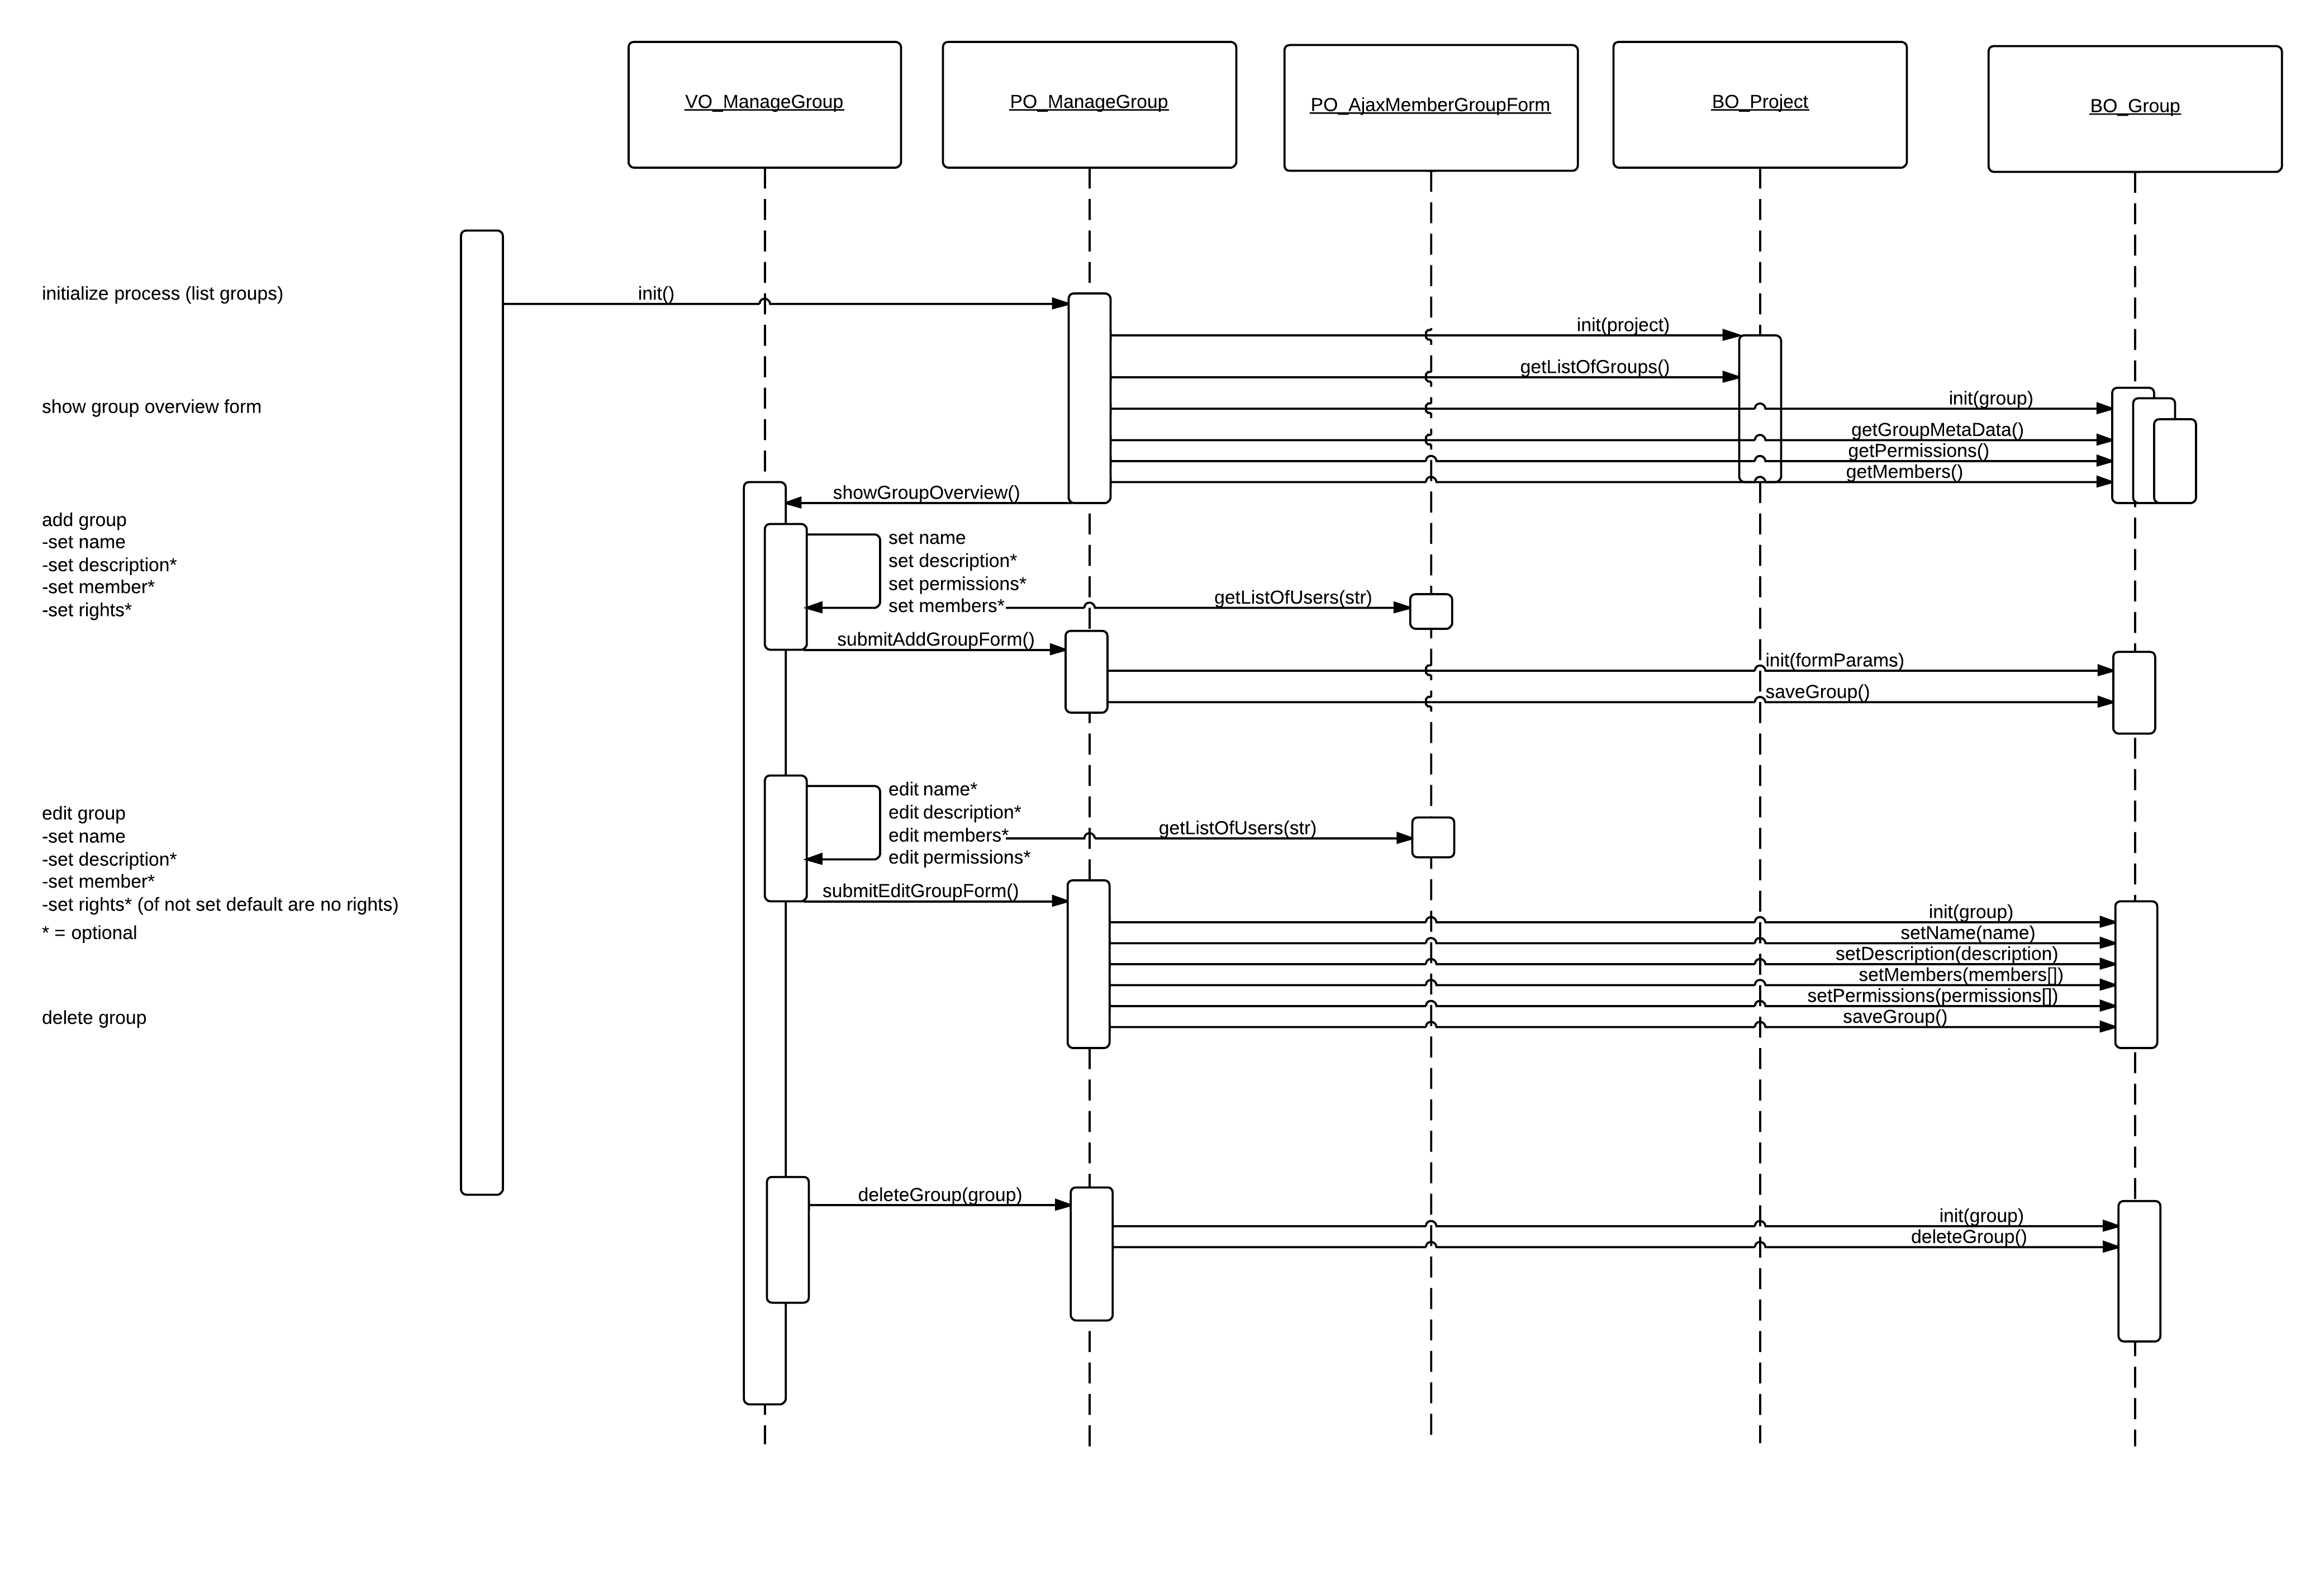 VO_ManageGroup
PO_ManageGroup
PO_AjaxMemberGroupForm
BO_Project
BO_Group
initialize process (list groups)
init()
init(project)
getListOfGroups()
show group overview form
init(group)
getGroupMetaData()
getPermissions()
getMembers()
showGroupOverview()
add group
-set name
-set description*
-set member*
-set rights*
set name
set description*
set permissions*
set members*
getListOfUsers(str)
submitAddGroupForm()
init(formParams)
saveGroup()
edit group
-set name
-set description*
-set member*
-set rights* (of not set default are no rights)
* = optional
edit name*
edit description*
edit members*
edit permissions*
getListOfUsers(str)
submitEditGroupForm()
init(group)
setName(name)
setDescription(description)
setMembers(members[])
setPermissions(permissions[])
saveGroup()
delete group
deleteGroup(group)
init(group)
deleteGroup()